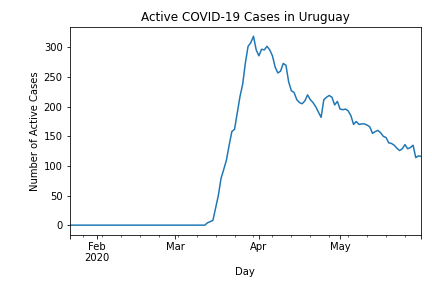 Active COVID-19 Cases in Uruguay
300
250
200
150
100
50
0
Number of Active Cases
Feb
2020
Mar
Apr
May
Day